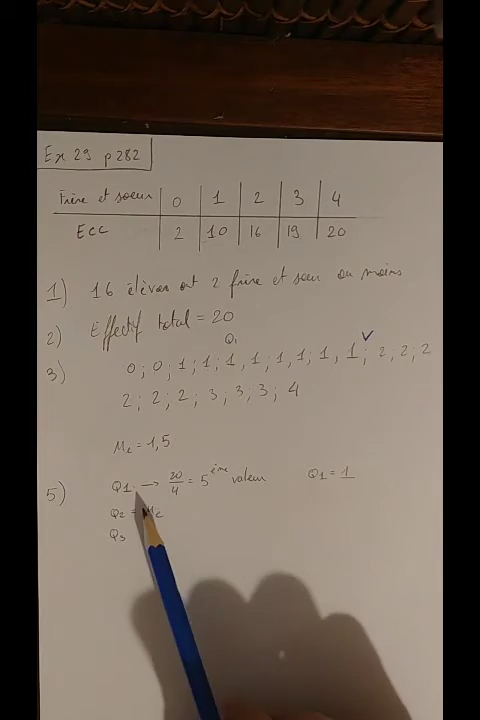 Ex 29 p 282
Frère et soeur 0 1 2 3 4
ECC 2 10 16 19 20
1) 16 élèves ont 2 frère et soeur ou moins
2) Effectif total = 20
Q1
3) 0; 0; 1; 1; 1, 1, 1, 1, 1, 1; 2, 2; 2
2; 2; 2; 3; 3; 3; 4
Me = 1,5
5) Q1 → 20/4 = 5ème valeur Q1 = 1
Q2 = Me
Q3